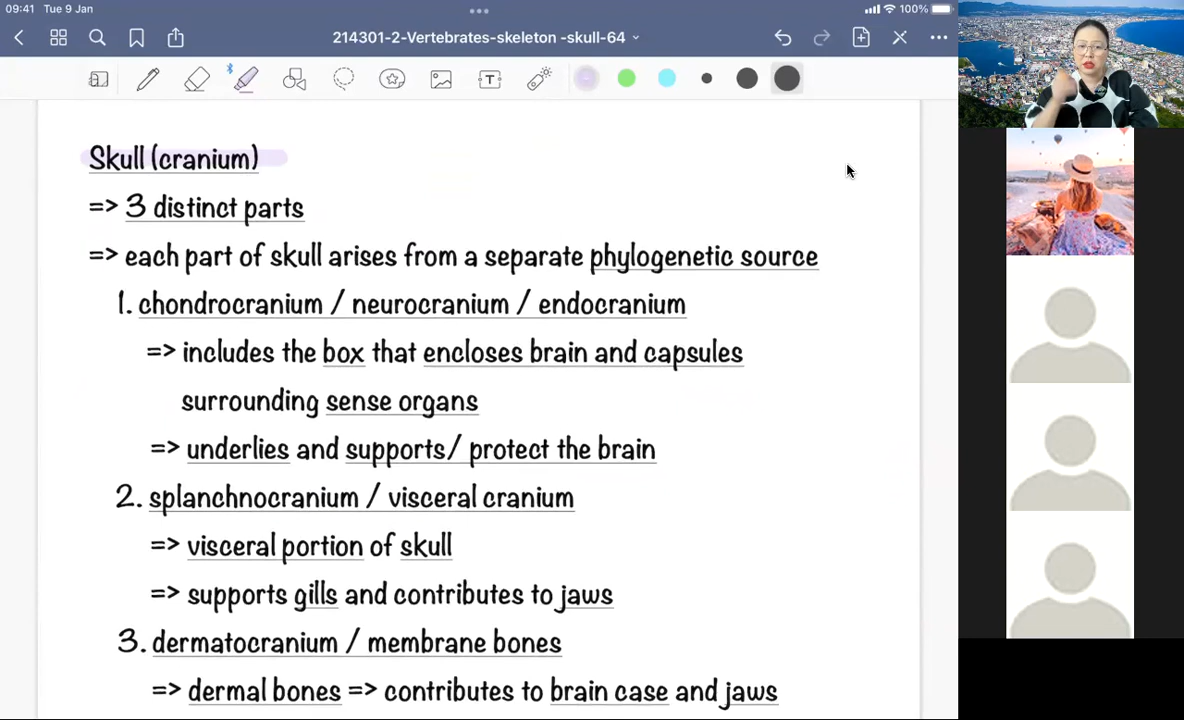 09:41 Tue 9 Jan
100%
214301-2-Vertebrates-skeleton -skull-64
Skull (cranium)
=> 3 distinct parts
=> each part of skull arises from a separate phylogenetic source
1. chondrocranium / neurocranium / endocranium
=> includes the box that encloses brain and capsules
surrounding sense organs
=> underlies and supports/ protect the brain
2. splanchnocranium / visceral cranium
=> visceral portion of skull
=> supports gills and contributes to jaws
3. dermatocranium / membrane bones
=> dermal bones => contributes to brain case and jaws